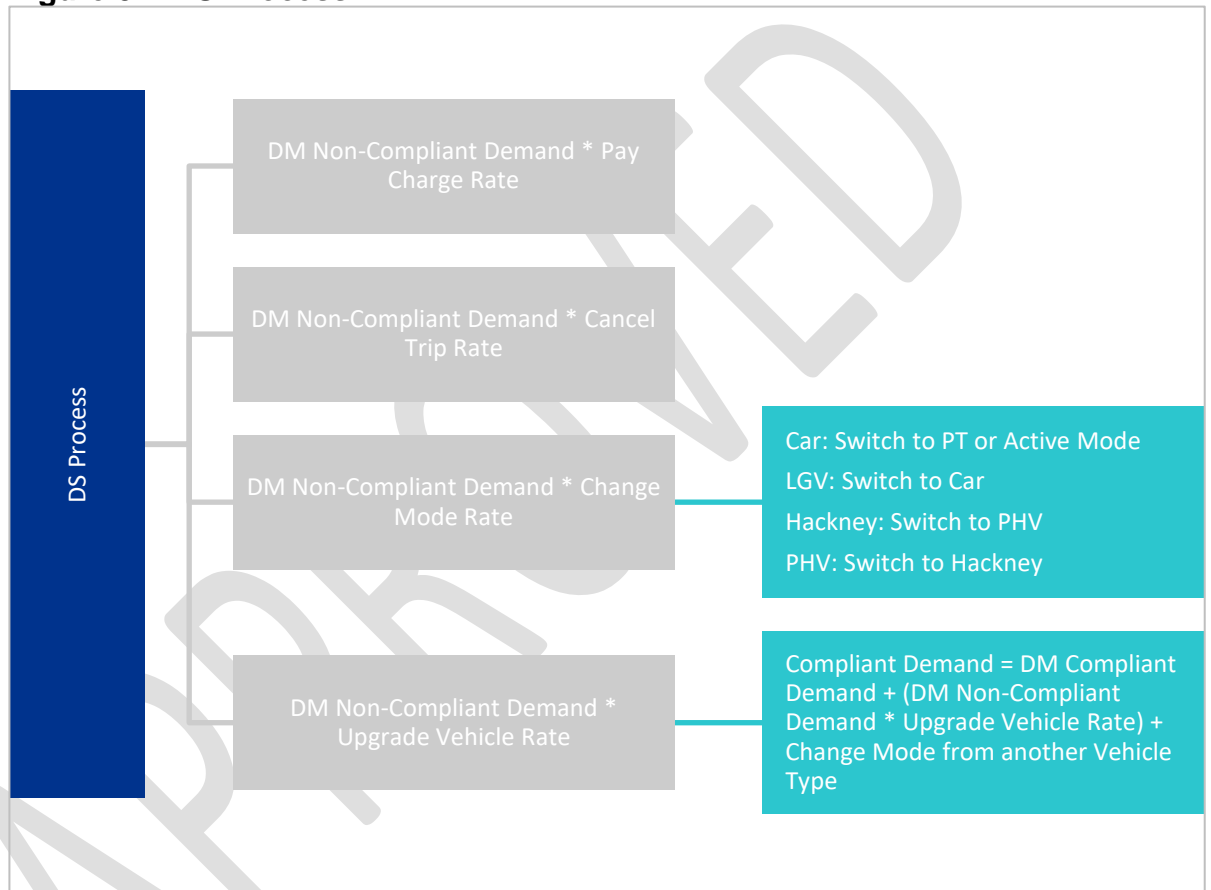 DS Process
DM Non-Compliant Demand * Pay
Charge Rate
DM Non-Compliant Demand * Cancel
Trip Rate
DM Non-Compliant Demand * Change
Mode Rate
Car: Switch to PT or Active Mode
LGV: Switch to Car
Hackney: Switch to PHV
PHV: Switch to Hackney
DM Non-Compliant Demand *
Upgrade Vehicle Rate
Compliant Demand = DM Compliant
Demand + (DM Non-Compliant
Demand * Upgrade Vehicle Rate) +
Change Mode from another Vehicle
Type